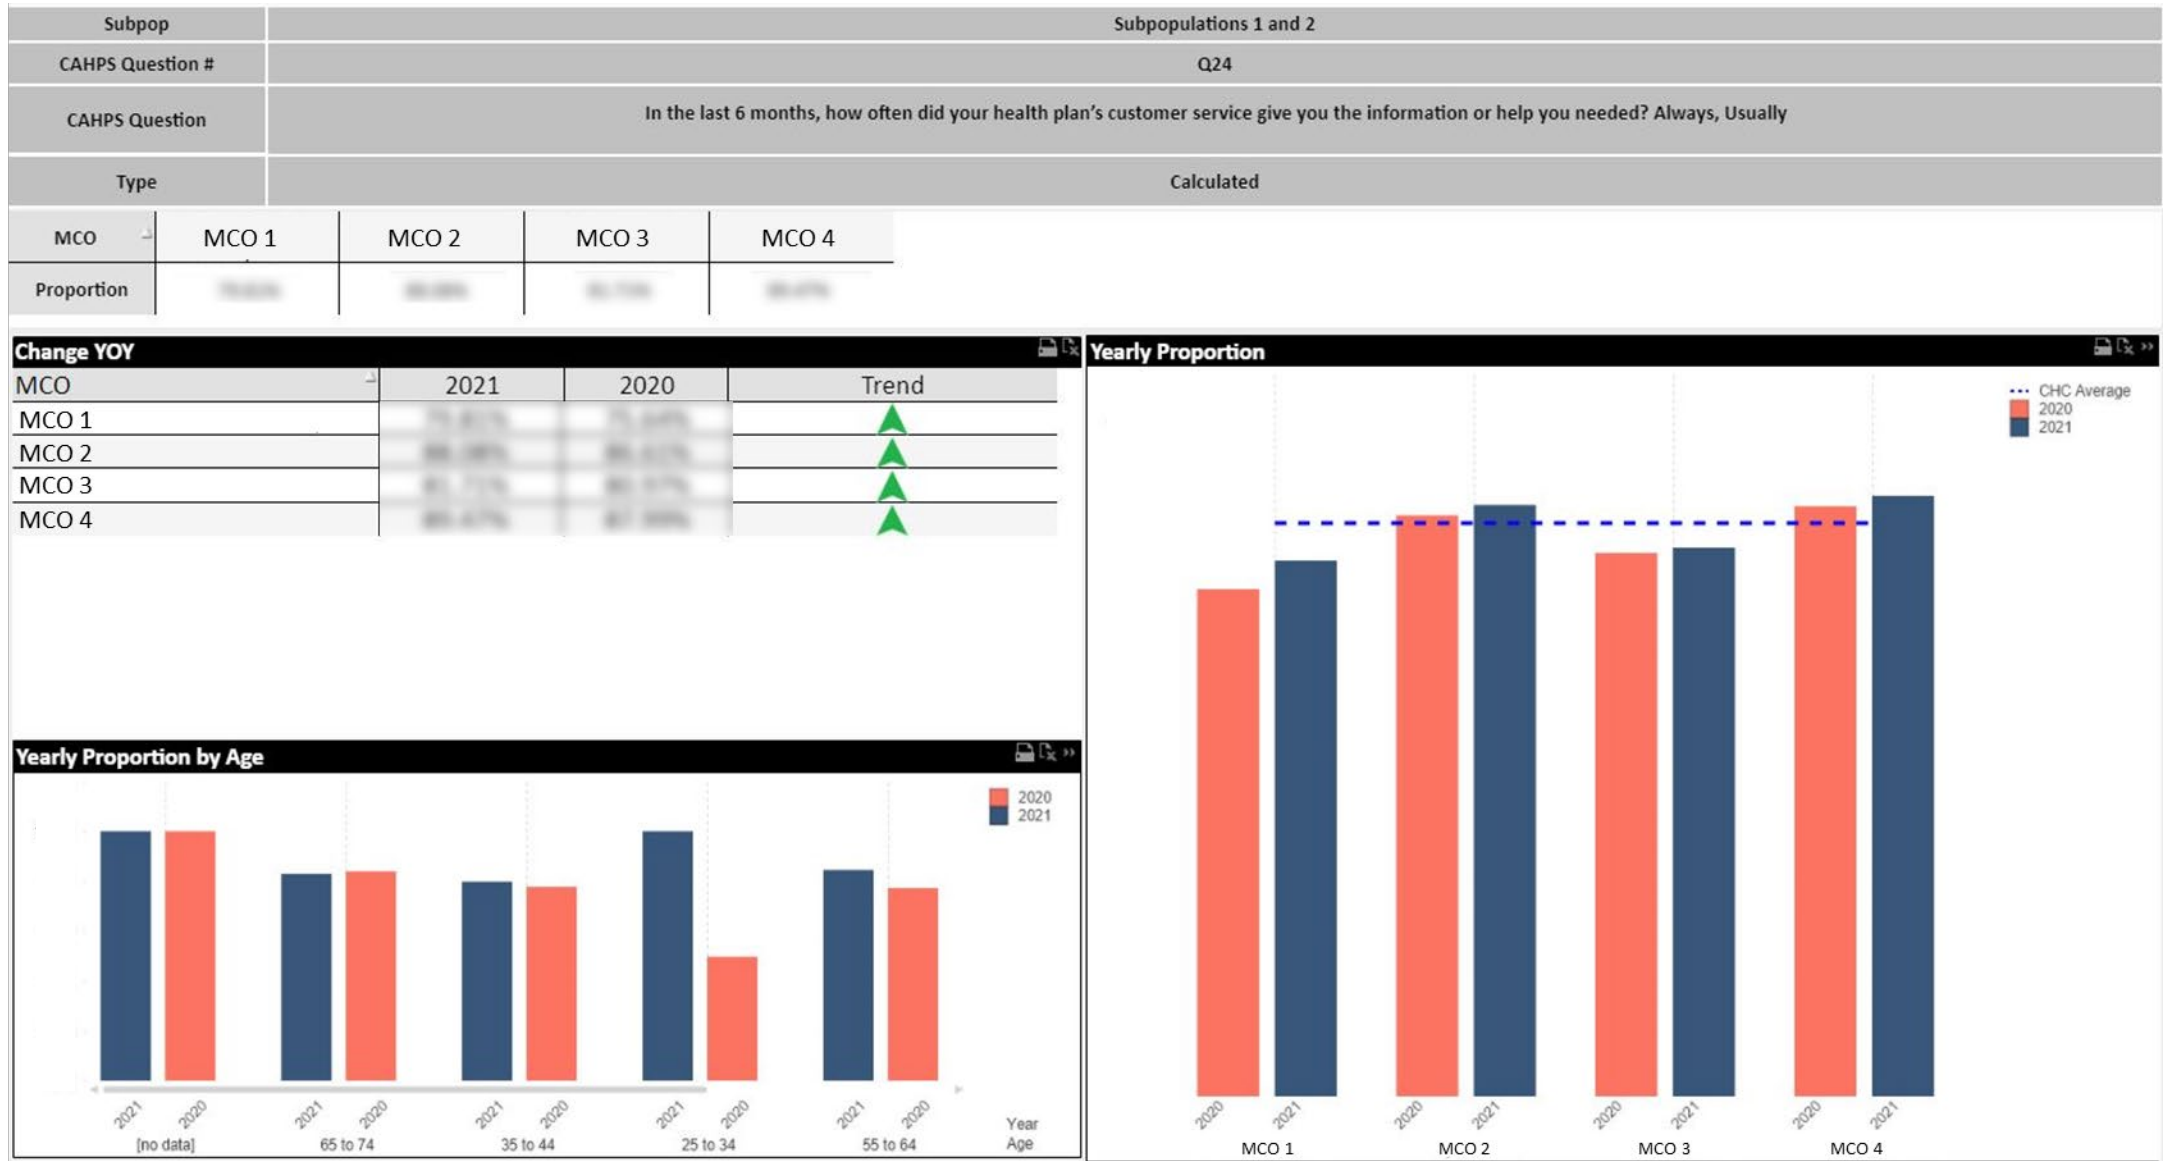 Subpop Subpopulations 1 and 2
CAHPS Question # Q24
CAHPS Question In the last 6 months, how often did your health plan's customer service give you the information or help you needed? Always, Usually
Type Calculated
MCO MCO 1 MCO 2 MCO 3 MCO 4
Proportion
Change YOY
MCO 2021 2020 Trend
MCO 1
MCO 2
MCO 3
MCO 4
Yearly Proportion by Age
2020
2021
2021 2020 2021 2020 2021 2020 2021 2020 2021 2020 Year
[no data] 65 to 74 35 to 44 25 to 34 55 to 64 Age
Yearly Proportion
CHC Average
2020
2021
2020 2021 2020 2021 2020 2021 2020 2021
MCO 1 MCO 2 MCO 3 MCO 4